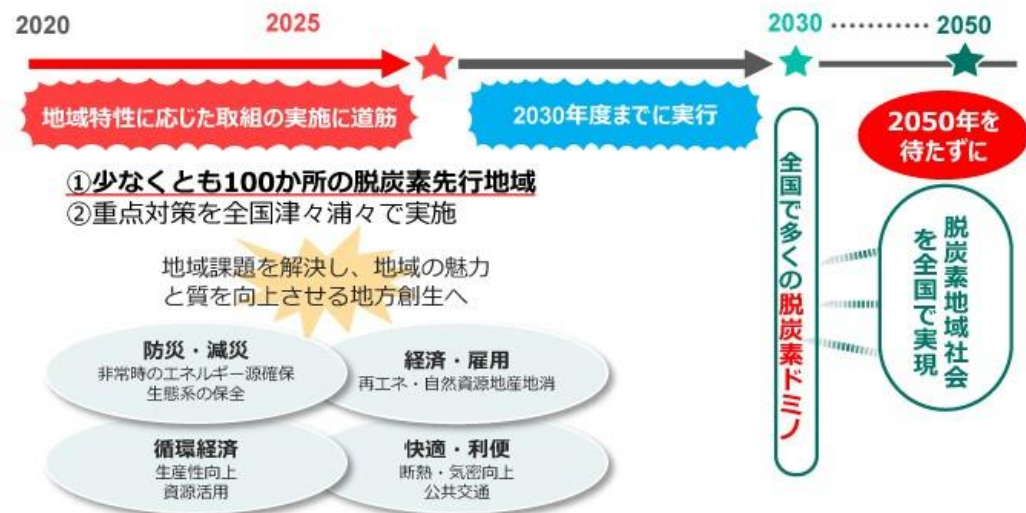 2020
2025
2030
2050
地域特性に応じた取組の実施に道筋
2030年度までに実行
2050年を
待たずに
①少なくとも100か所の脱炭素先行地域
②重点対策を全国津々浦々で実施
地域課題を解決し、地域の魅力
と質を向上させる地方創生へ
防災・減災
非常時のエネルギー源確保
生態系の保全
経済・雇用
再エネ・自然資源地産地消
循環経済
生産性向上
資源活用
快適・利便
断熱・気密向上
公共交通
全国で多くの脱炭素ドミノ
脱炭素地域社会
を全国で実現